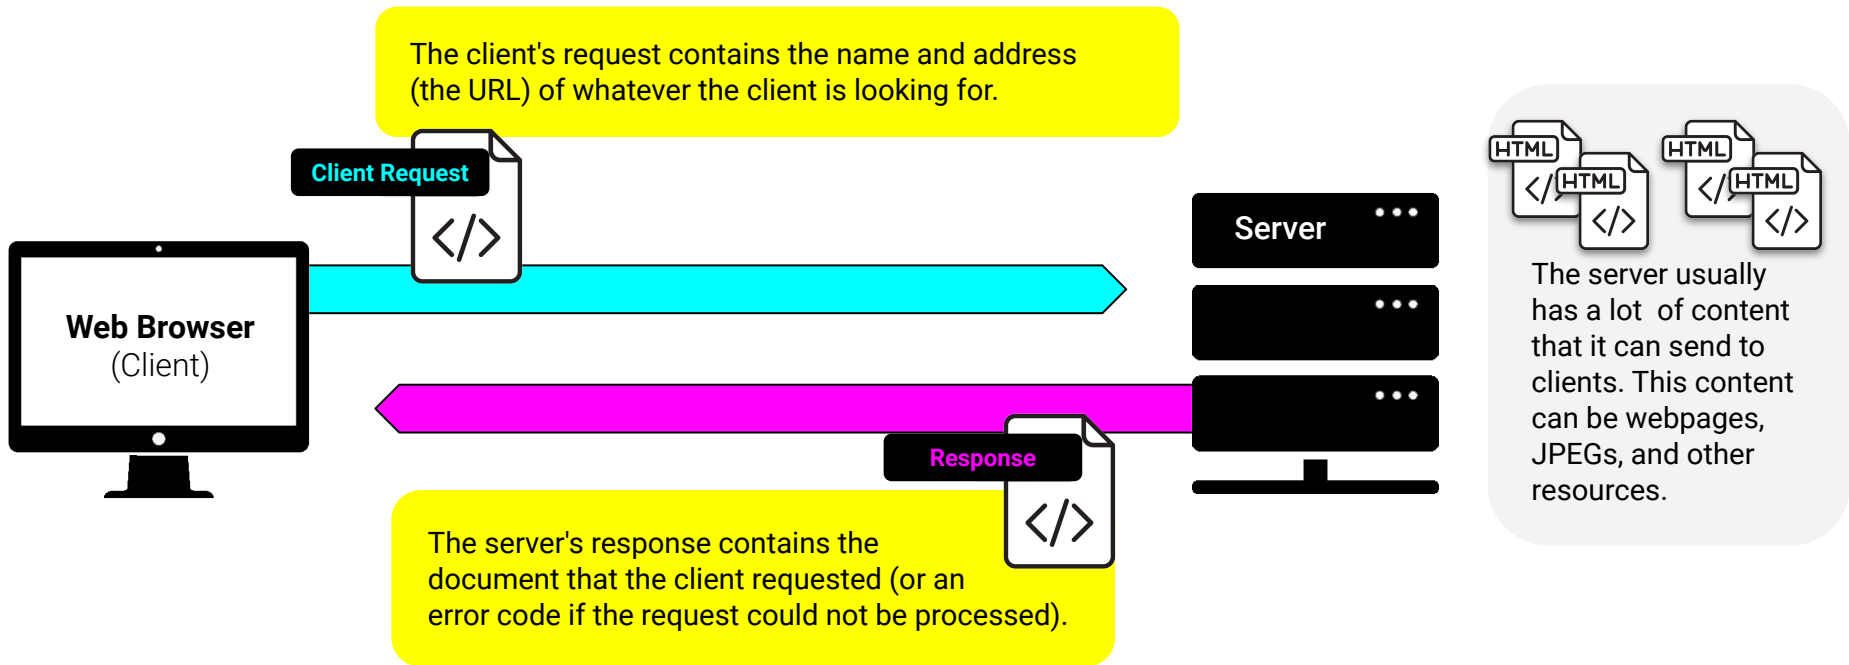 The client's request contains the name and address
(the URL) of whatever the client is looking for.
Client Request
</>
Web Browser
(Client)
Server
Response
</>
The server's response contains the
document that the client requested (or an
error code if the request could not be processed).
HTML
</>
HTML
</>
HTML
</>
HTML
</>
The server usually
has a lot of content
that it can send to
clients. This content
can be webpages,
JPEGs, and other
resources.